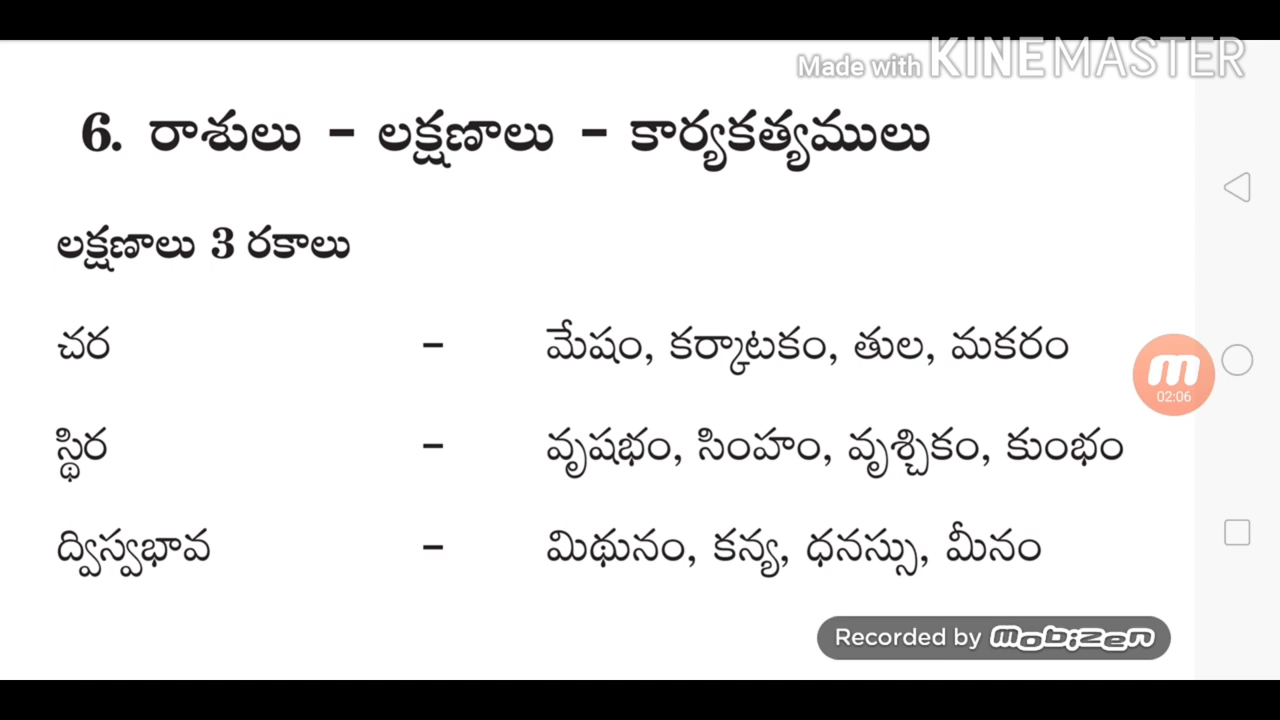 Made with KINEMASTER
6. రాశులు - లక్షణాలు - కార్యకత్యములు
లక్షణాలు 3 రకాలు
చర - మేషం, కర్కాటకం, తుల, మకరం
02:06
స్థిర - వృషభం, సింహం, వృశ్చికం, కుంభం
ద్విస్వభావ - మిథునం, కన్య, ధనస్సు, మీనం
Recorded by mobizen